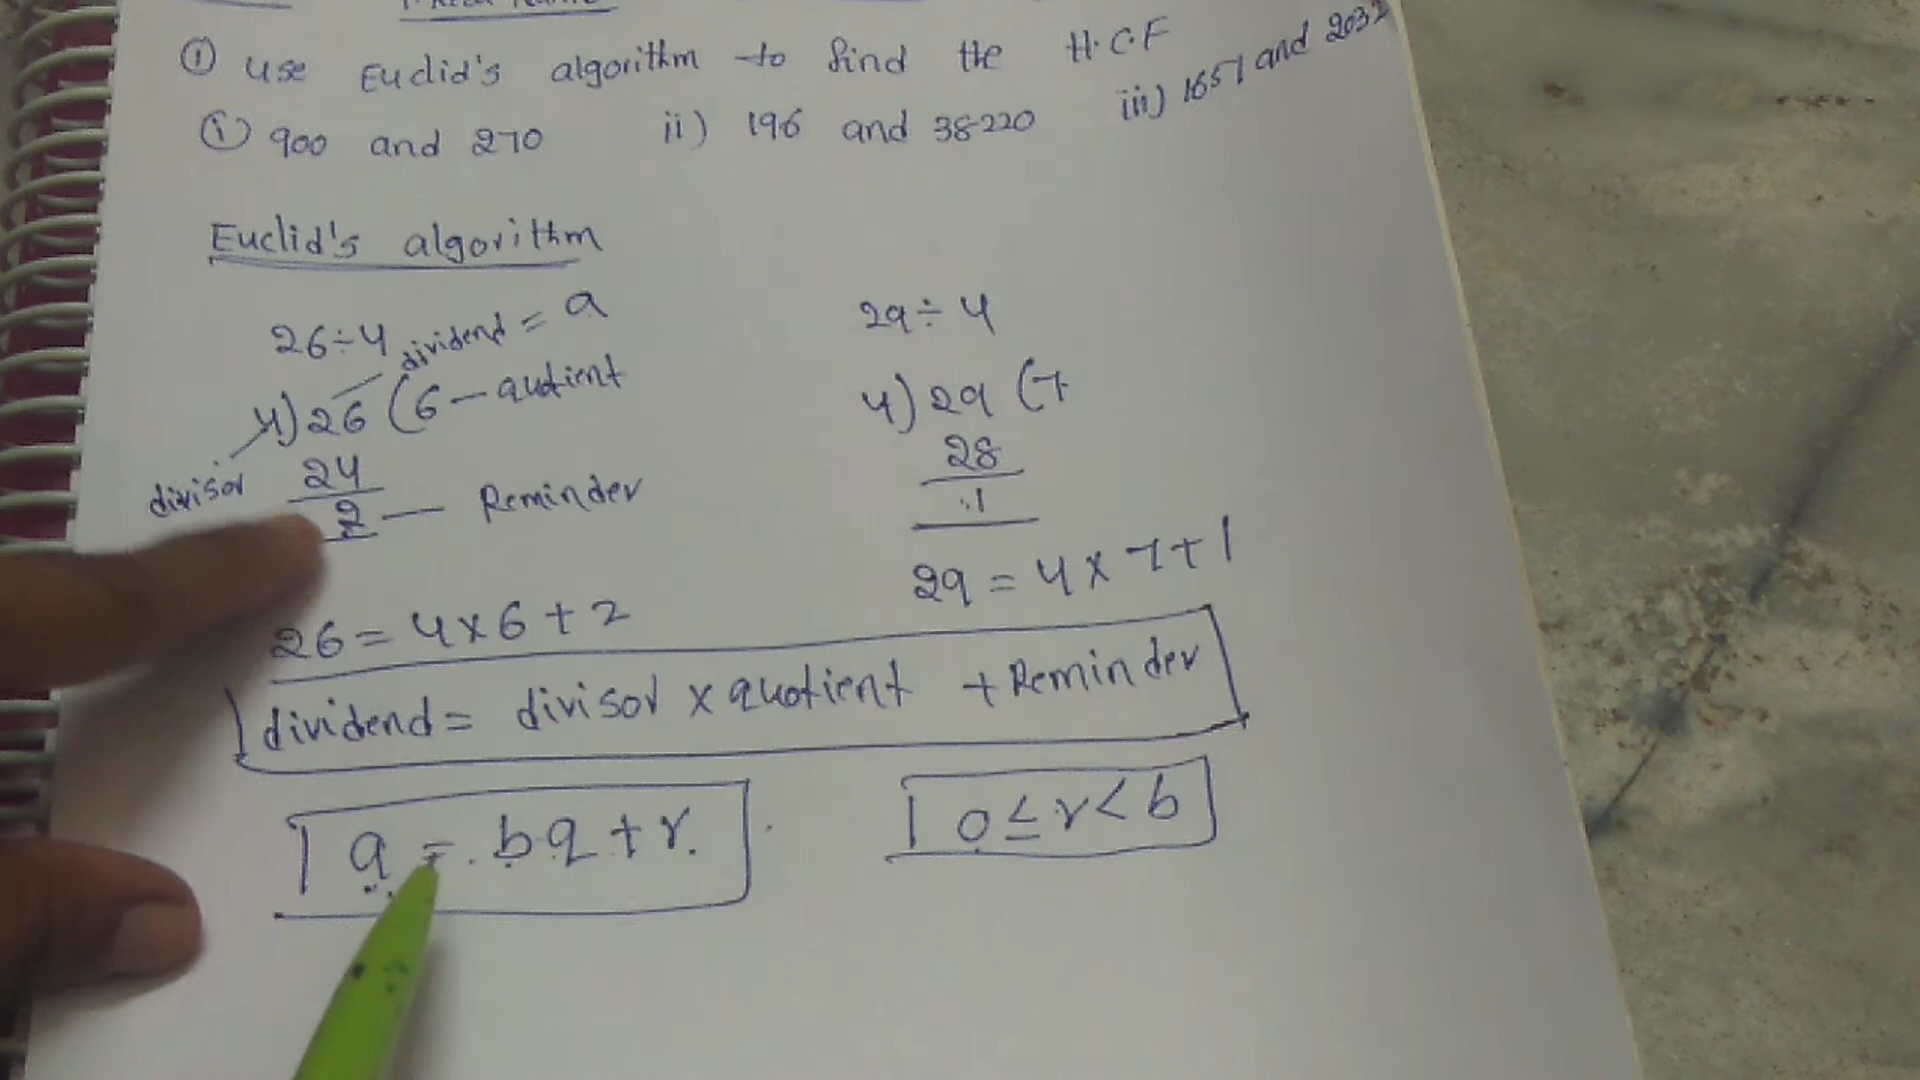 ① Use Euclid's algorithm to find the H.C.F
① 900 and 270 ii) 196 and 38220 iii) 1651 and 2032
Euclid's algorithm
26÷4 dividend = a
4)26(6 — quotient
divisor
24
2 — Reminder
26 = 4×6+2
29÷4
4)29(7
28
1
29 = 4×7+1
dividend = divisor × quotient + Reminder
a = bq+r
0≤r<b